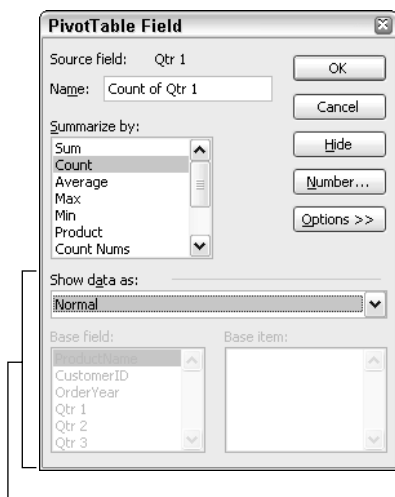 PivotTable Field
Source field: Qtr 1
Name: Count of Qtr 1
OK
Cancel
Summarize by:
Sum
Count
Average
Max
Min
Product
Count Nums
Hide
Number...
Options >>
Show data as:
Normal
Base field:
Base item:
ProductName
CustomerID
OrderYear
Qtr 1
Qtr 2
Qtr 3